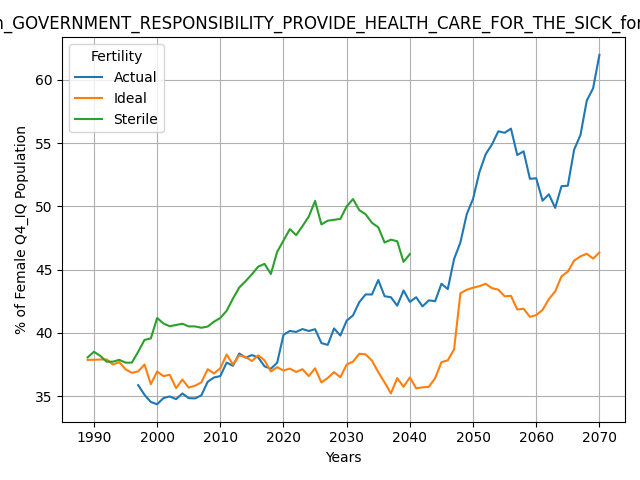 GOVERNMENT_RESPONSIBILITY_PROVIDE_HEALTH_CARE_FOR_THE_SICK_for
Fertility
Actual
Ideal
Sterile
% of Female Q4_IQ Population
60
55
50
45
40
35
1990 2000 2010 2020 2030 2040 2050 2060 2070
Years